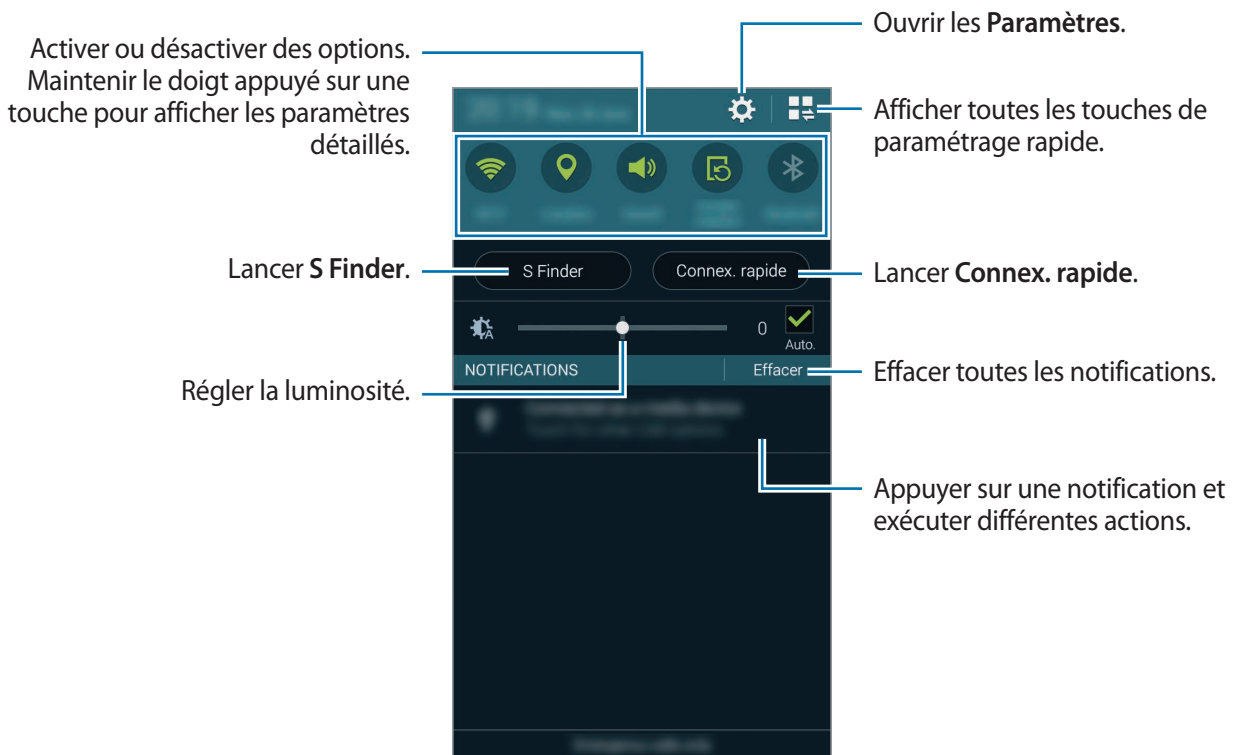 Ouvrir les Paramètres.
Activer ou désactiver des options.
Maintenir le doigt appuyé sur une
touche pour afficher les paramètres
détaillés.
Afficher toutes les touches de
paramétrage rapide.
Lancer S Finder.
S Finder
Connex. rapide
Lancer Connex. rapide.
0
Auto.
Régler la luminosité.
NOTIFICATIONS
Effacer
Effacer toutes les notifications.
Appuyer sur une notification et
exécuter différentes actions.